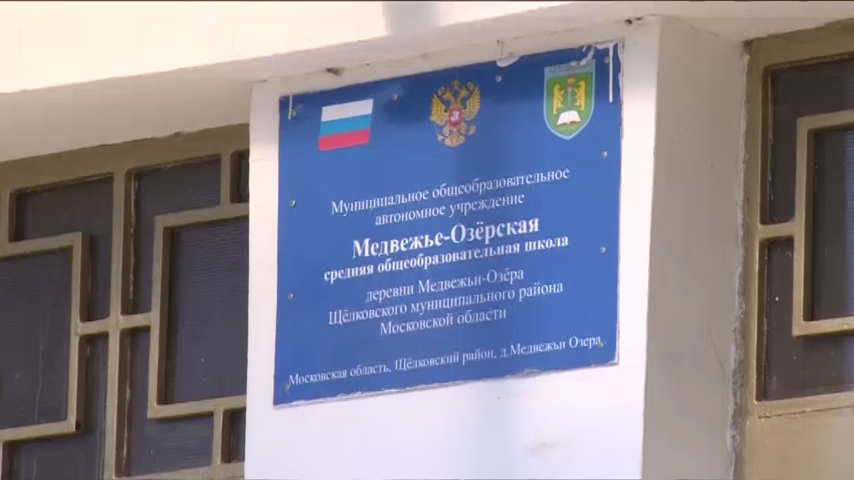 Муниципальное общеобразовательное
автономное учреждение
Медвежье-Озёрская
средняя общеобразовательная школа
деревни Медвежьи-Озёра
Щёлковского муниципального района
Московской области
Московская область, Щёлковский район, д.Медвежьи Озера,